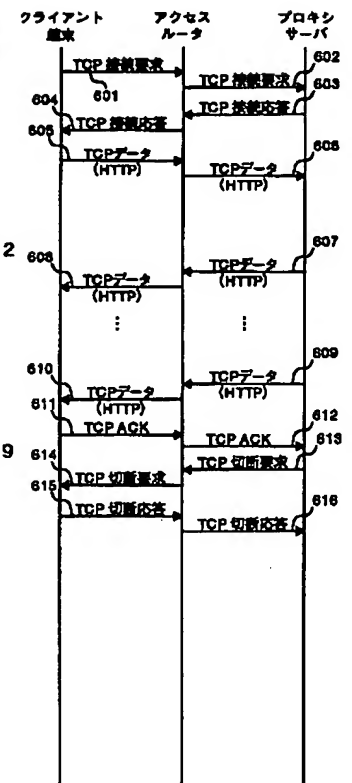 クライアント
端末
アクセス
ルータ
プロキシ
サーバ
TCP 接続要求
601
TCP 接続要求
602
603
TCP 接続応答
604
TCP 接続応答
605
TCPデータ
(HTTP)
606
TCPデータ
(HTTP)
2
607
TCPデータ
(HTTP)
608
TCPデータ
(HTTP)
⋮
⋮
609
TCPデータ
(HTTP)
610
TCPデータ
(HTTP)
611
TCP ACK
612
TCP ACK
613
9
TCP 切断要求
614
TCP 切断要求
615
TCP 切断応答
616
TCP 切断応答